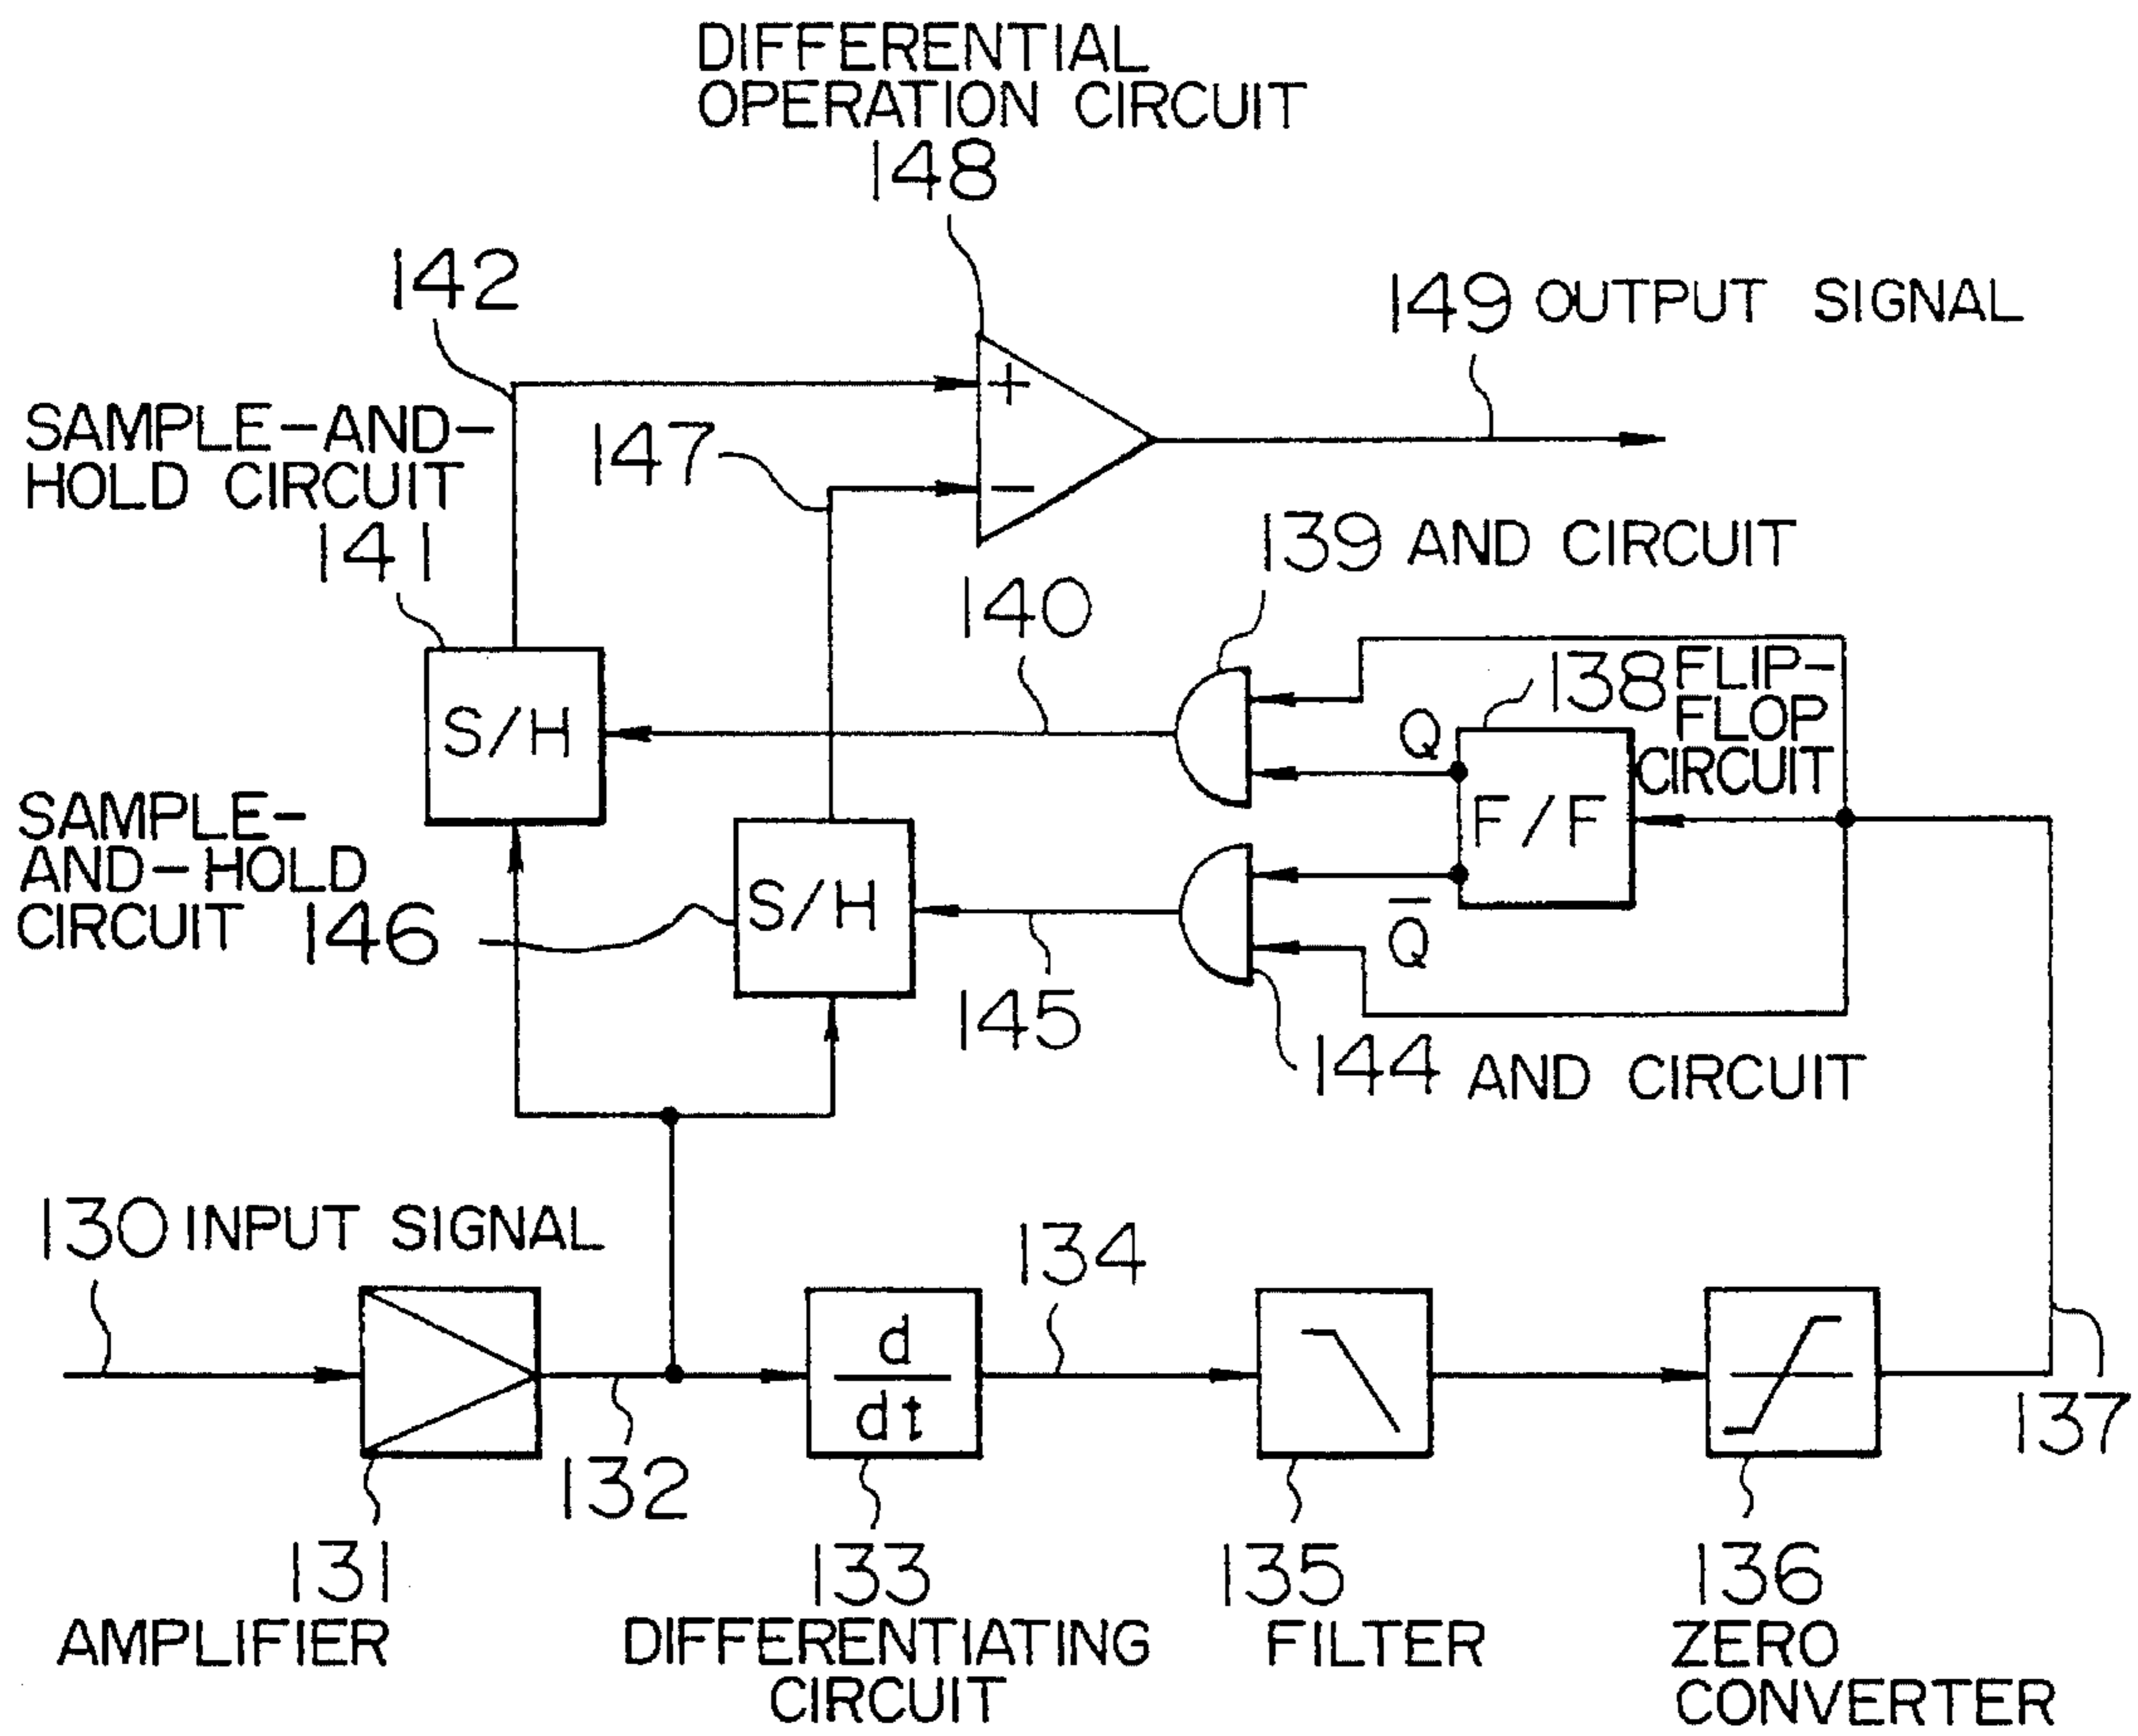 DIFFERENTIAL
OPERATION CIRCUIT
148
142
149 OUTPUT SIGNAL
+
SAMPLE-AND-
HOLD CIRCUIT
141
147
−
139 AND CIRCUIT
140
138 FLIP-
FLOP
CIRCUIT
S/H
Q
F/F
SAMPLE-
AND-HOLD
CIRCUIT 146
S/H
Q̅
145
144 AND CIRCUIT
130 INPUT SIGNAL
134
d
dt
137
132
131
AMPLIFIER
133
DIFFERENTIATING
CIRCUIT
135
FILTER
136
ZERO
CONVERTER